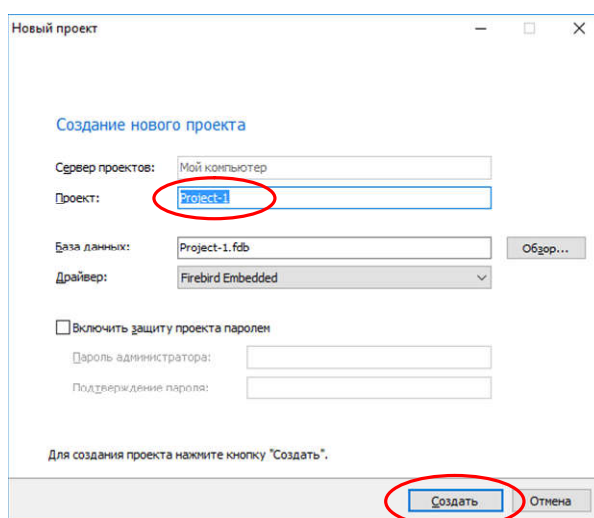 Новый проект
Создание нового проекта
Сервер проектов: Мой компьютер
Проект: Project-1
База данных: Project-1.fdb Обзор...
Драйвер: Firebird Embedded
Включить защиту проекта паролем
Пароль администратора:
Подтверждение пароля:
Для создания проекта нажмите кнопку "Создать".
Создать Отмена